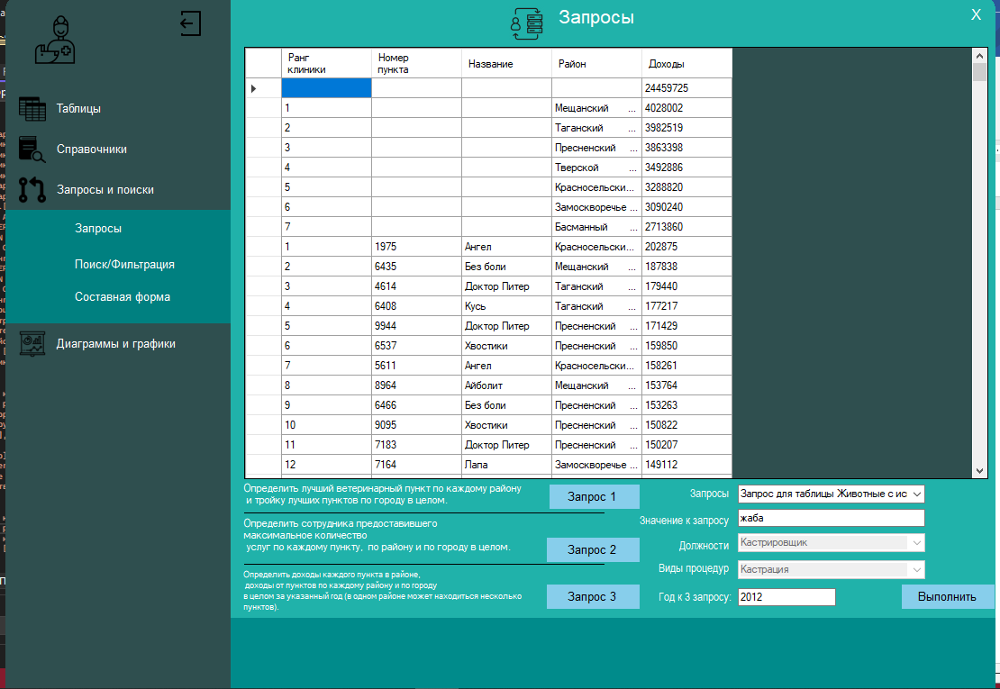 Запросы
X
Таблицы
Справочники
Запросы и поиски
Запросы
Поиск/Фильтрация
Составная форма
Диаграммы и графики
Ранг клиники Номер пункта Название Район Доходы
24459725
1 Мещанский ... 4028002
2 Таганский ... 3982519
3 Пресненский ... 3863398
4 Тверской ... 3492886
5 Красносельски... 3288820
6 Замоскворечье ... 3090240
7 Басманный ... 2713860
1 1975 Ангел Красносельски... 202875
2 6435 Без боли Мещанский ... 187838
3 4614 Доктор Питер Таганский ... 179440
4 6408 Кусь Таганский ... 177217
5 9944 Доктор Питер Пресненский ... 171429
6 6537 Хвостики Пресненский ... 159850
7 5611 Ангел Красносельски... 158261
8 8964 Айболит Мещанский ... 153764
9 6466 Без боли Пресненский ... 153263
10 9095 Хвостики Пресненский ... 150822
11 7183 Доктор Питер Пресненский ... 150207
12 7164 Лапа Замоскворечье ... 149112
Определить лучший ветеринарный пункт по каждому району
и тройку лучших пунктов по городу в целом.
Запрос 1
Определить сотрудника предоставившего
максимальное количество
услуг по каждому пункту, по району и по городу в целом.
Запрос 2
Определить доходы каждого пункта в районе,
доходы от пунктов по каждому району и по городу
в целом за указанный год (в одном районе может находиться несколько
пунктов).
Запрос 3
Запросы Запрос для таблицы Животные с ис
Значение к запросу жаба
Должности Кастрировщик
Виды процедур Кастрация
Год к 3 запросу: 2012
Выполнить